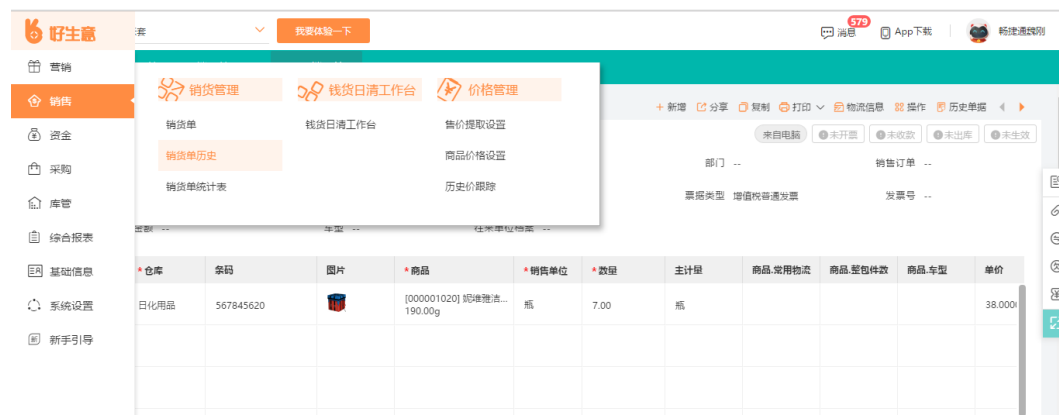 好生意 套 我要体验一下 579 消息 App下载 畅捷通魏刚
营销
销售
资金
采购
库管
综合报表
基础信息
系统设置
新手引导
销货管理 钱货日清工作台 价格管理
销货单 钱货日清工作台 售价提取设置
销货单历史 商品价格设置
销货单统计表 历史价跟踪
+ 新增 分享 复制 打印 物流信息 操作 历史单据
来自电脑 未开票 未收款 未出库 未生效
部门 -- 销售订单 --
票据类型 增值税普通发票 发票号 --
金额 -- 车型 -- 往来单位档案 --
* 仓库 条码 图片 * 商品 * 销售单位 * 数量 主计量 商品.常用物流 商品.整包件数 商品.车型 单价
日化用品 567845620 [000001020] 妮维雅洁... 瓶 7.00 瓶 38.000
190.00g